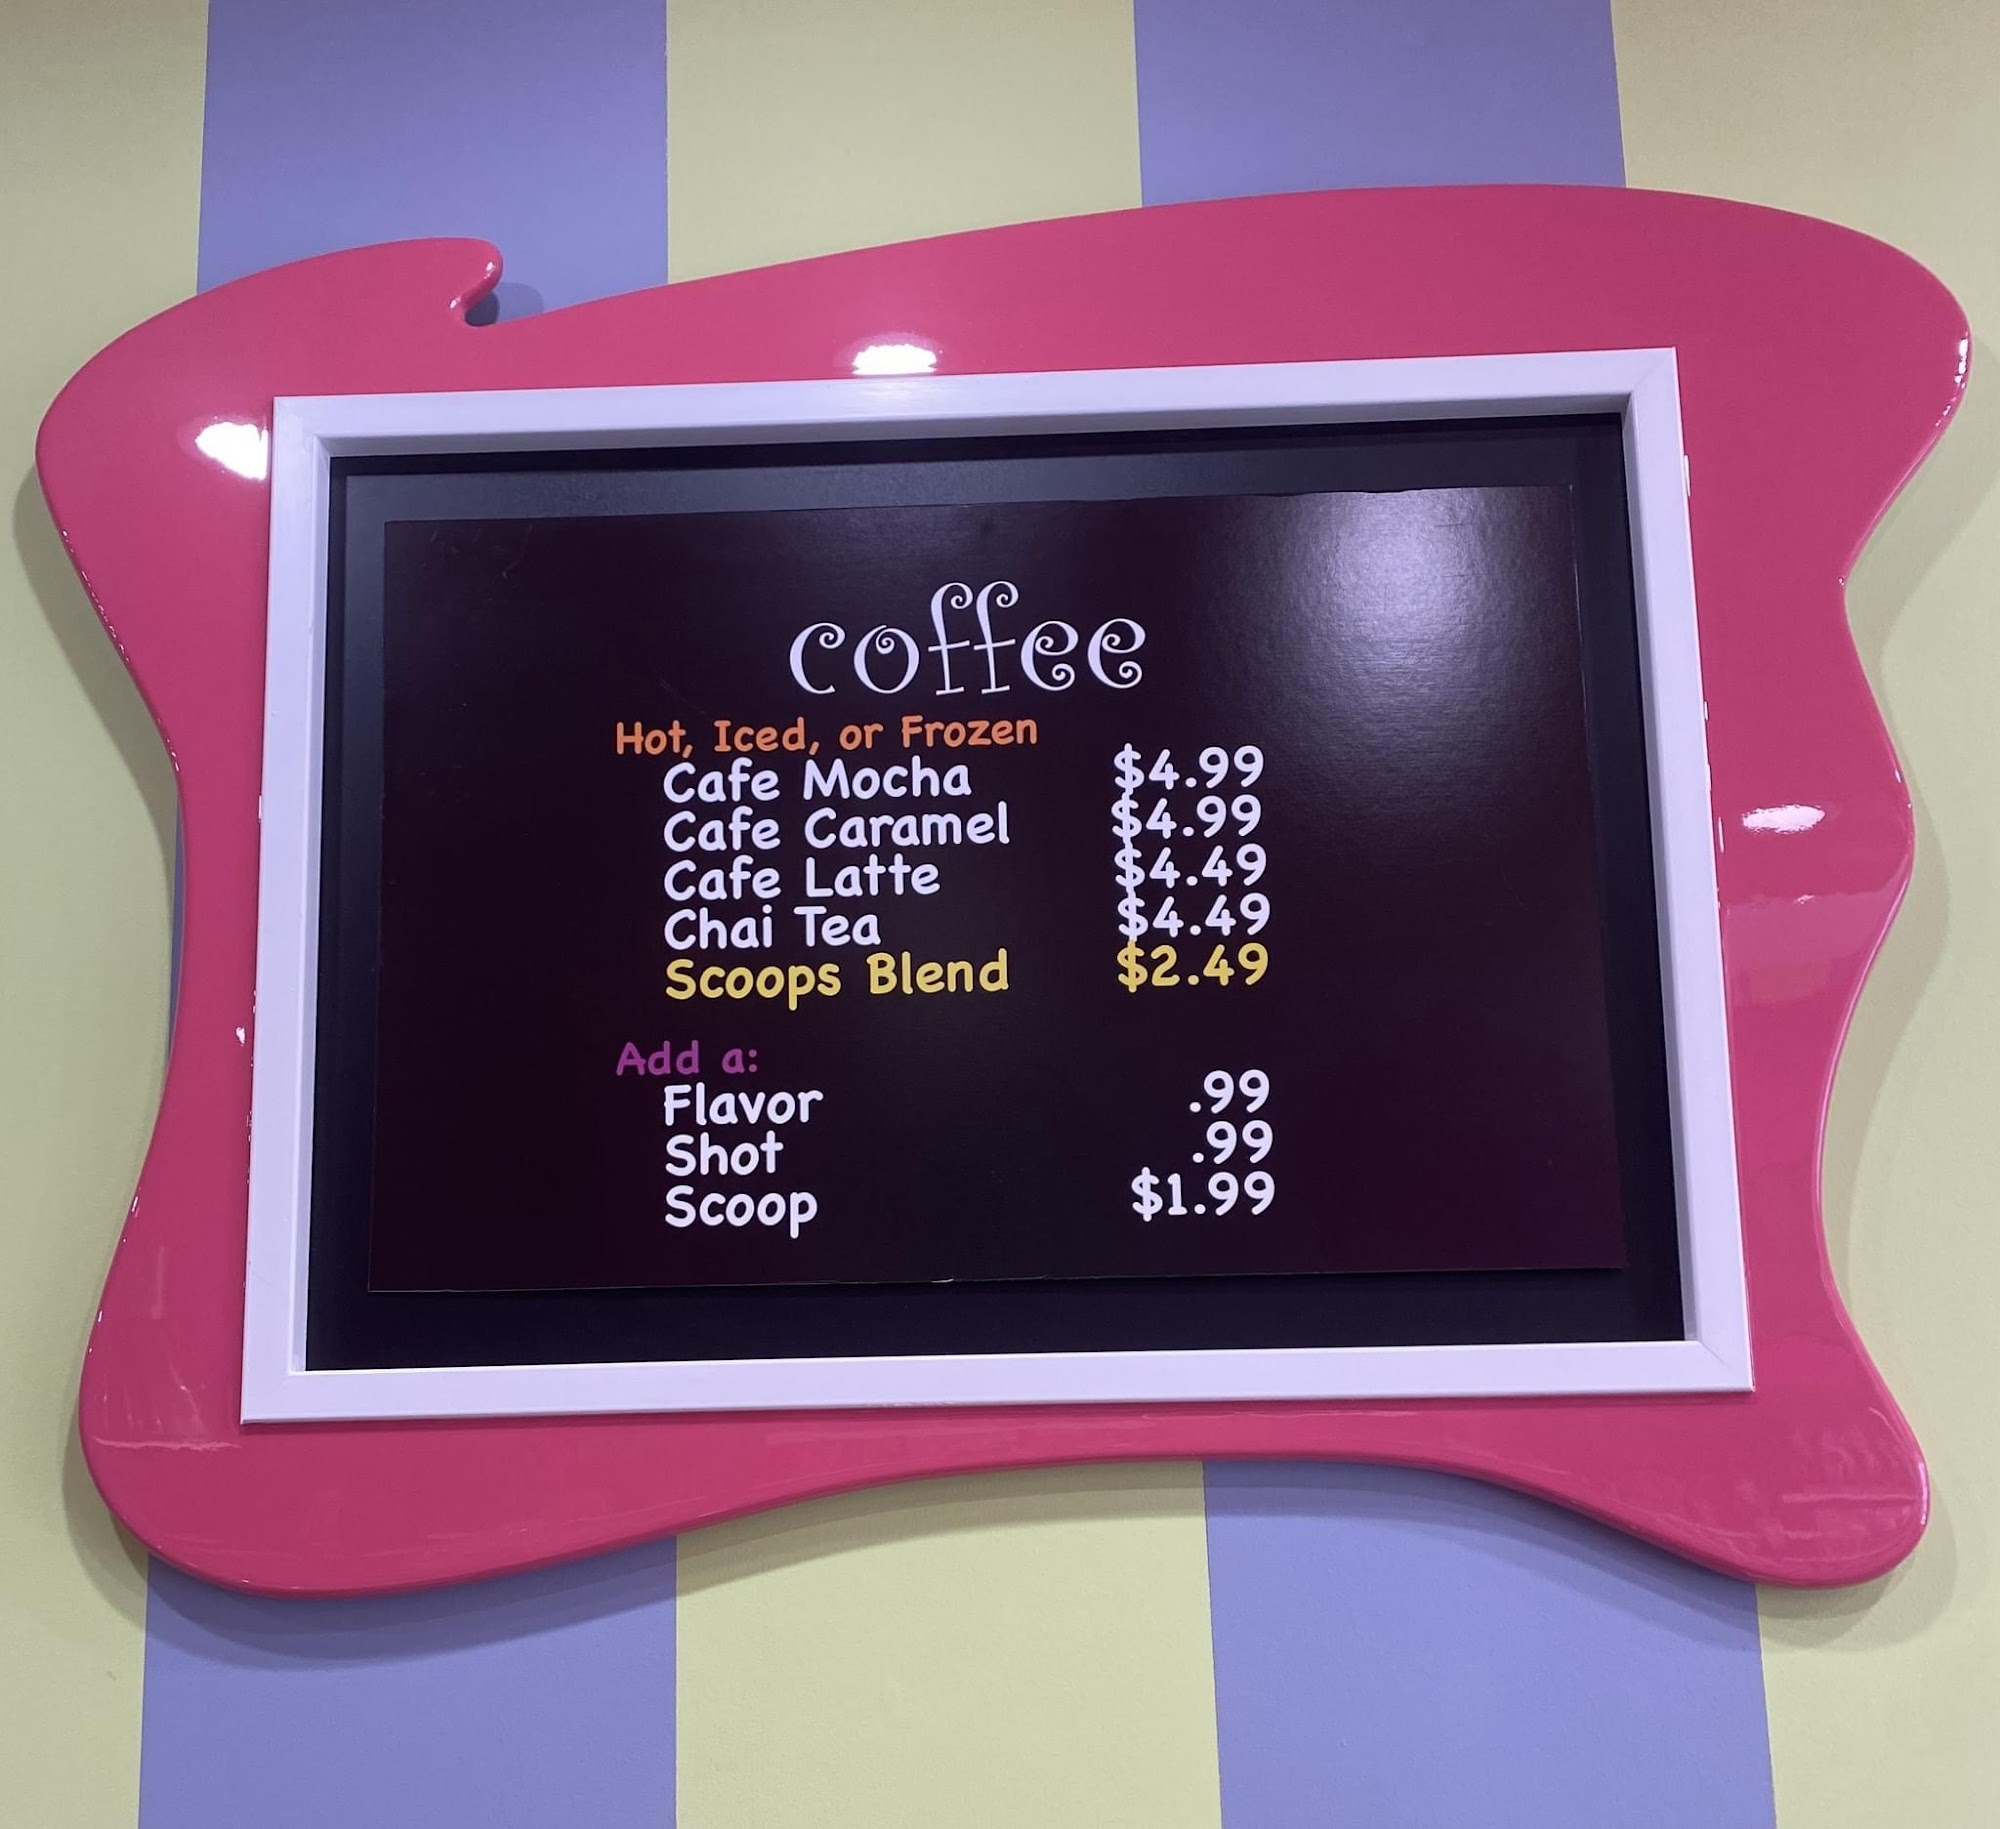 coffee
Hot, Iced, or Frozen
Cafe Mocha $4.99
Cafe Caramel $4.99
Cafe Latte $4.49
Chai Tea $4.49
Scoops Blend $2.49
Add a:
Flavor .99
Shot .99
Scoop $1.99